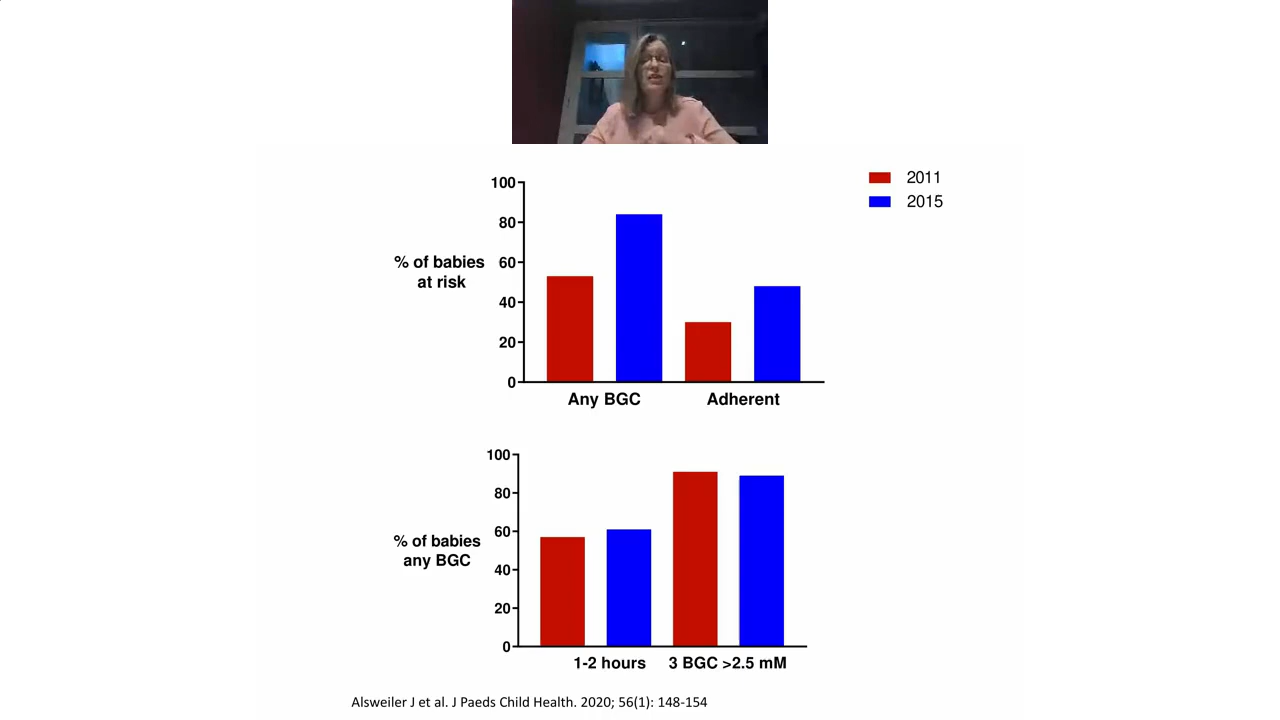 2011
2015
100
80
60
40
20
0
% of babies
at risk
Any BGC
Adherent
100
80
60
40
20
0
% of babies
any BGC
1-2 hours
3 BGC >2.5 mM
Alsweiler J et al. J Paeds Child Health. 2020; 56(1): 148-154